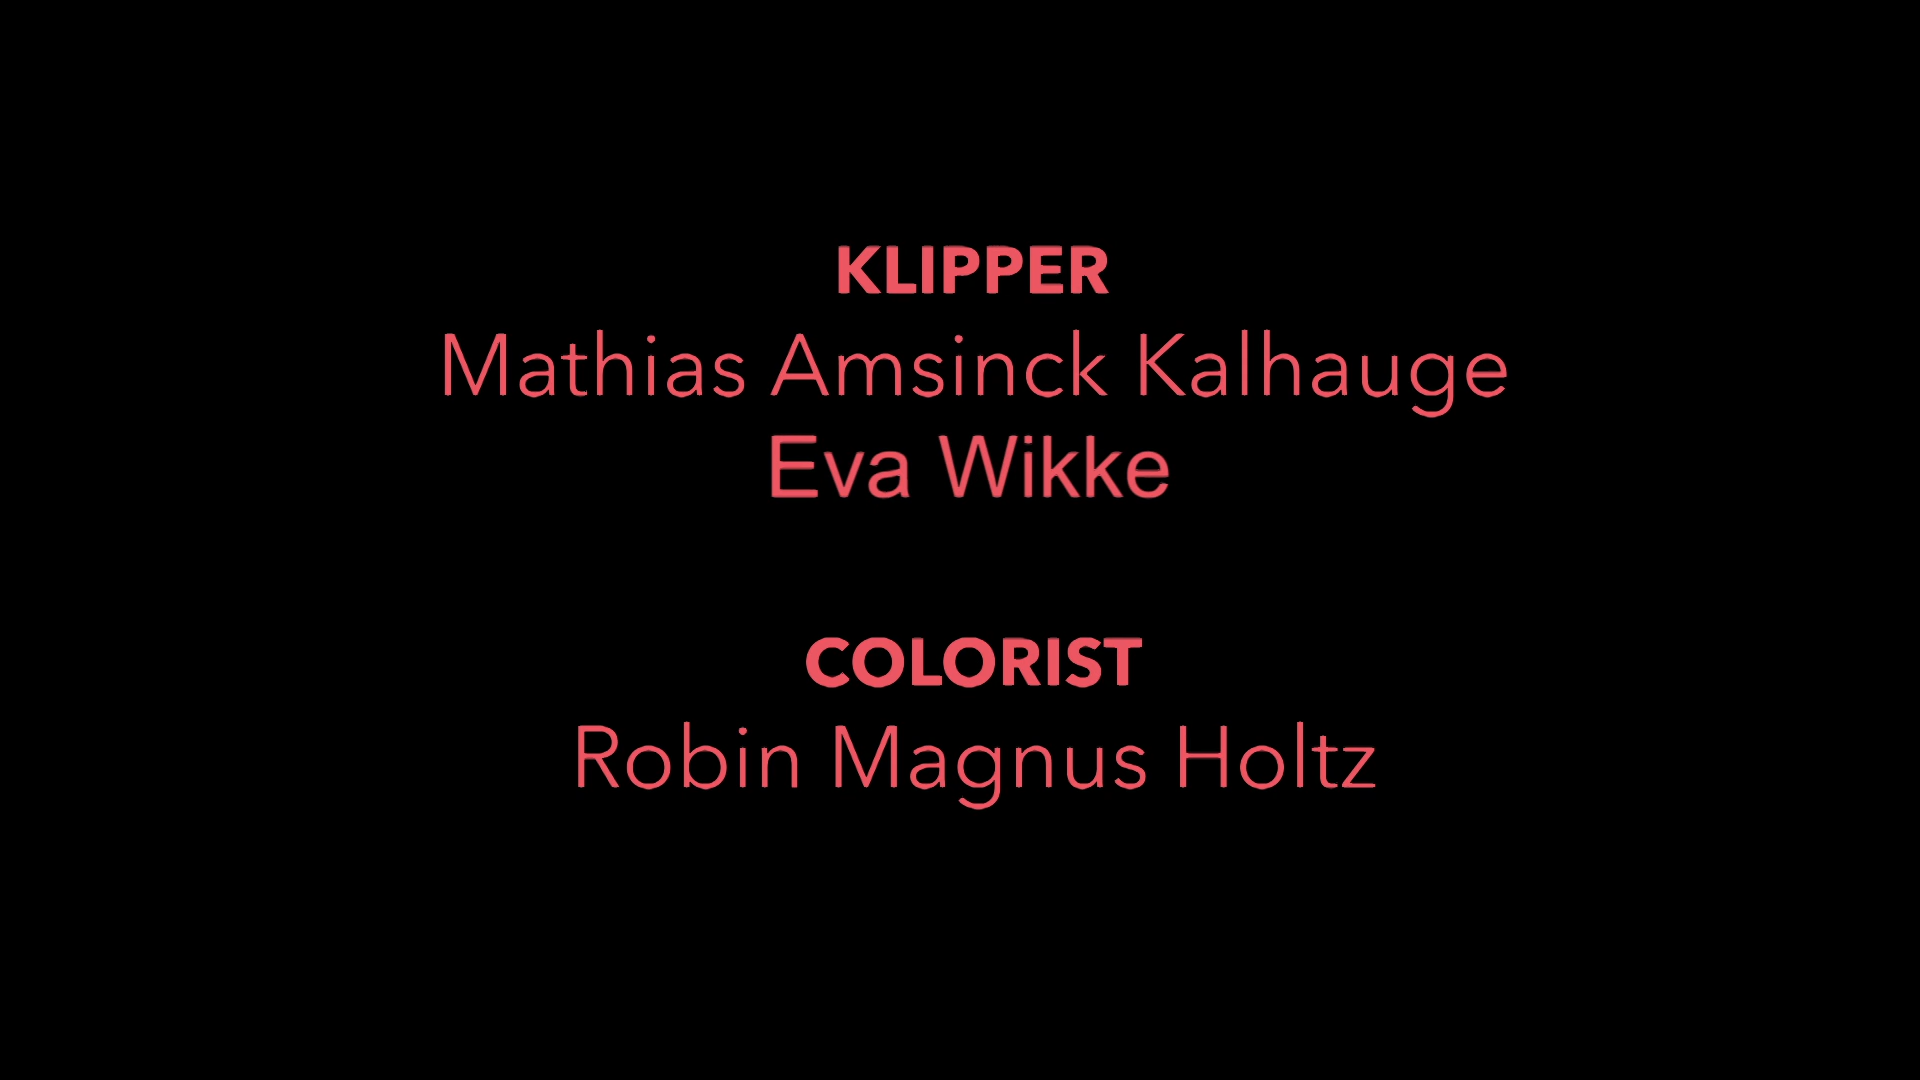 KLIPPER
Mathias Amsinck Kalhauge
Eva Wikke
COLORIST
Robin Magnus Holtz